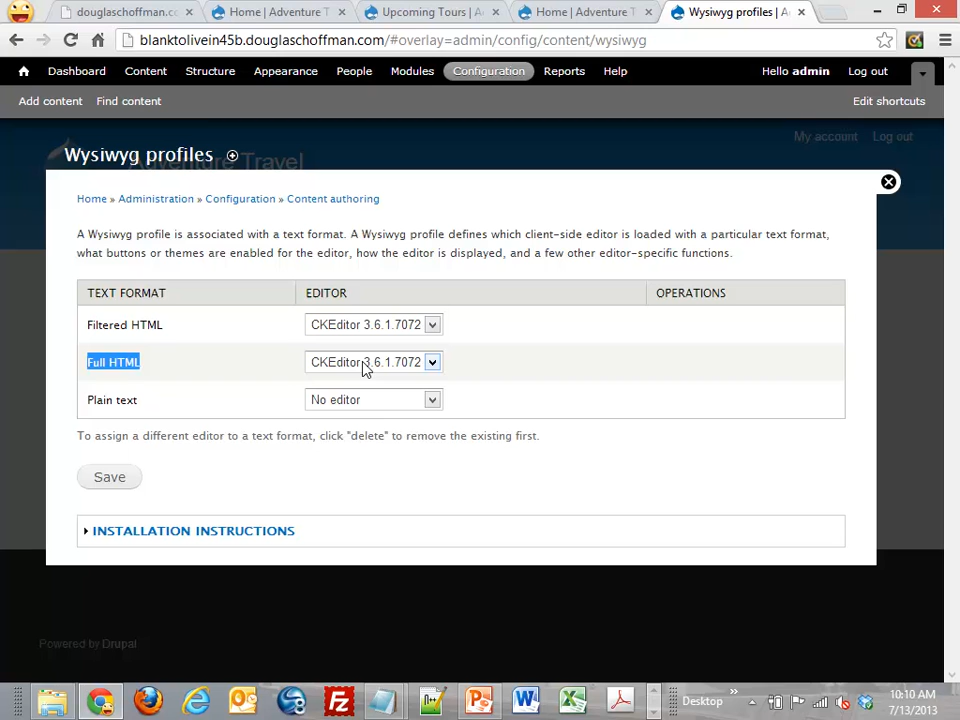 douglaschoffman.co
Home | Adventure T
Upcoming Tours | A
Home | Adventure T
Wysiwyg profiles | A
blanktolivein45b.douglaschoffman.com/#overlay=admin/config/content/wysiwyg
Dashboard Content Structure Appearance People Modules Configuration Reports Help Hello admin Log out
Add content Find content Edit shortcuts
My account Log out
Wysiwyg profiles
Adventure Travel
Home » Administration » Configuration » Content authoring
A Wysiwyg profile is associated with a text format. A Wysiwyg profile defines which client-side editor is loaded with a particular text format,
what buttons or themes are enabled for the editor, how the editor is displayed, and a few other editor-specific functions.
TEXT FORMAT EDITOR OPERATIONS
Filtered HTML CKEditor 3.6.1.7072
Full HTML CKEditor 3.6.1.7072
Plain text No editor
To assign a different editor to a text format, click "delete" to remove the existing first.
Save
INSTALLATION INSTRUCTIONS
Powered by Drupal
Desktop
10:10 AM
7/13/2013